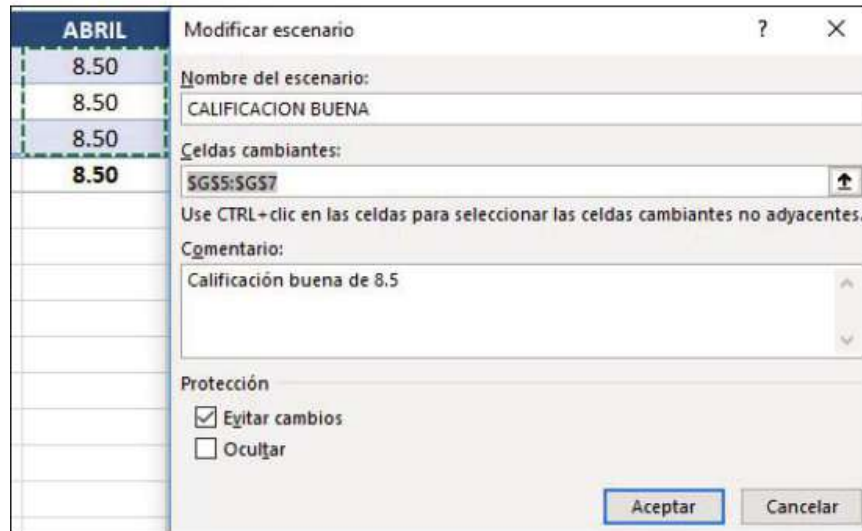 ABRIL
8.50
8.50
8.50
8.50
Modificar escenario ? ×
Nombre del escenario:
CALIFICACION BUENA
Celdas cambiantes:
$G$5:$G$7
Use CTRL+clic en las celdas para seleccionar las celdas cambiantes no adyacentes.
Comentario:
Calificación buena de 8.5
Protección
Evitar cambios
Ocultar
Aceptar Cancelar